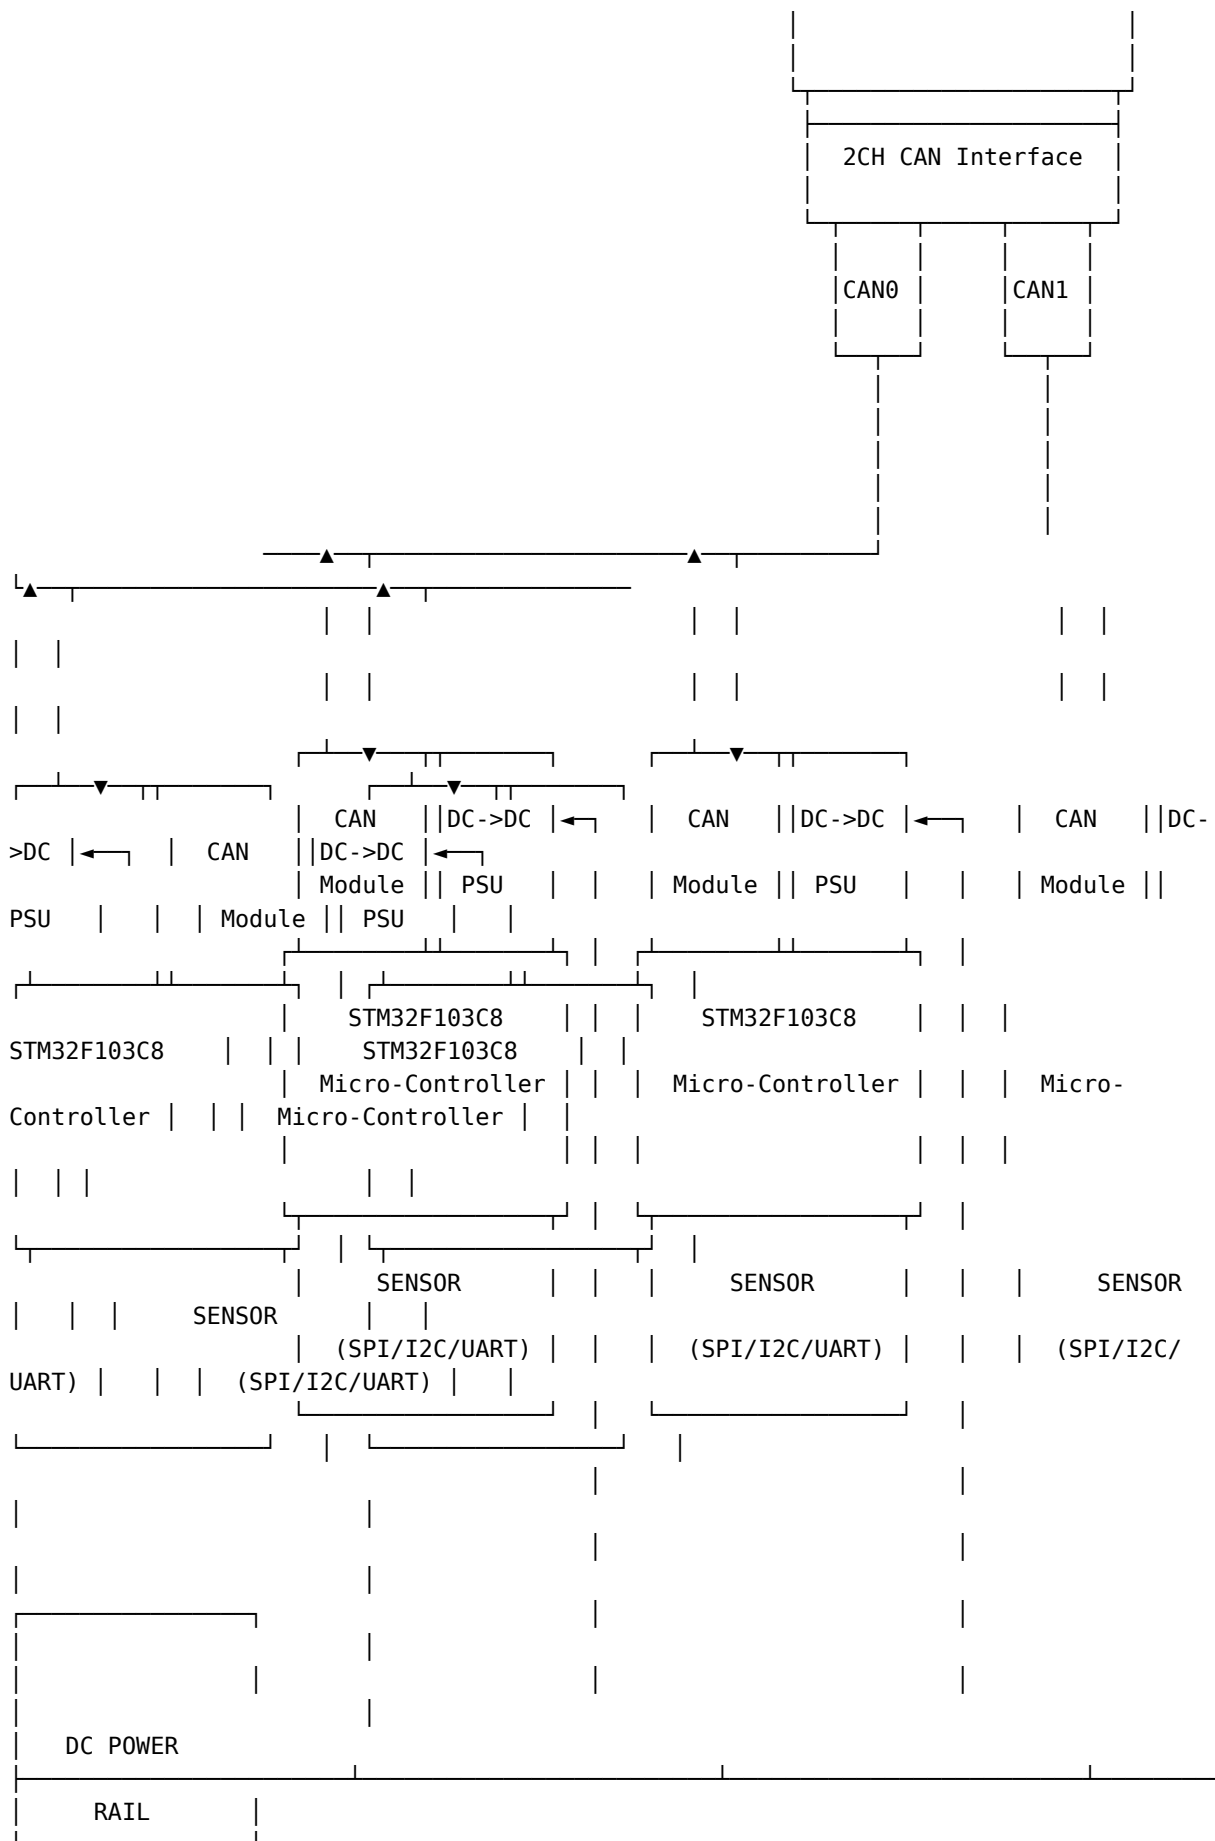 2CH CAN Interface
CAN0 CAN1
CAN DC->DC CAN DC->DC CAN DC-
>DC CAN DC->DC
Module PSU Module PSU Module
PSU Module PSU
STM32F103C8 STM32F103C8
STM32F103C8 STM32F103C8
Micro-Controller Micro-Controller Micro-
Controller Micro-Controller
SENSOR SENSOR SENSOR
SENSOR
(SPI/I2C/UART) (SPI/I2C/UART) (SPI/I2C/
UART) (SPI/I2C/UART)
DC POWER
RAIL